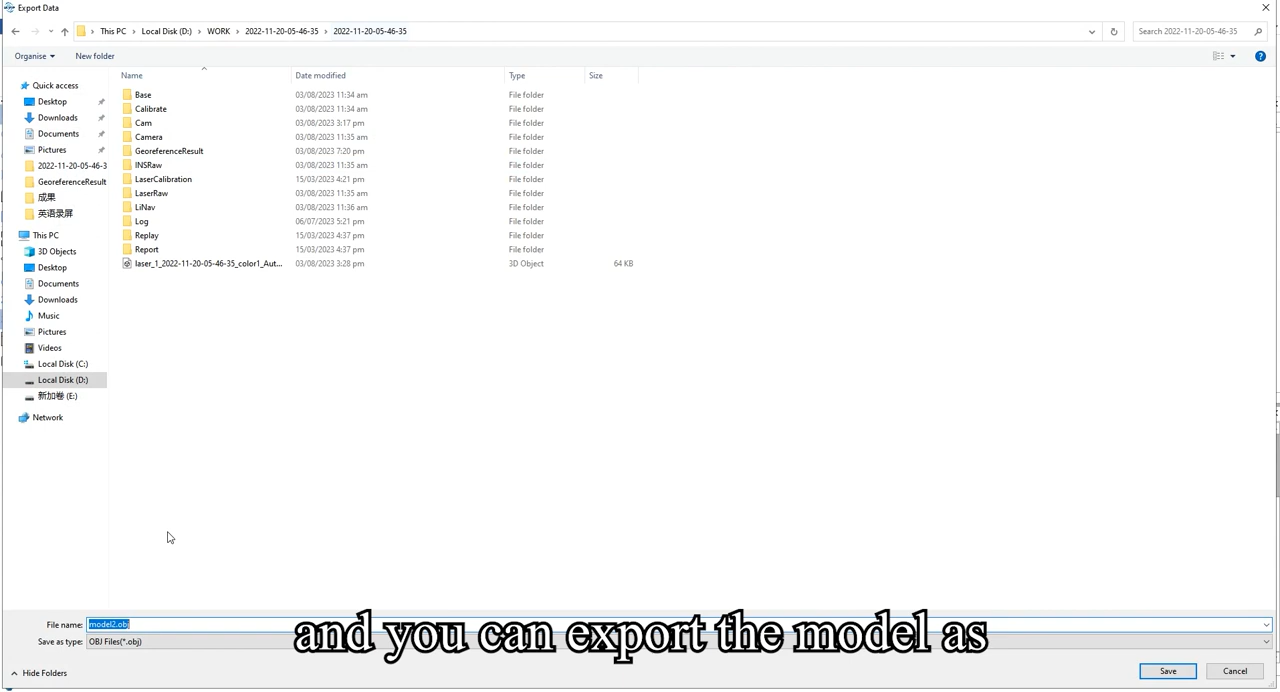 Export Data
This PC › Local Disk (D:) › WORK › 2022-11-20-05-46-35 › 2022-11-20-05-46-35
Search 2022-11-20-05-46-35
Organise New folder
Name Date modified Type Size
Quick access
Desktop
Downloads
Documents
Pictures
2022-11-20-05-46-3
GeoreferenceResult
成果
英语录屏
This PC
3D Objects
Desktop
Documents
Downloads
Music
Pictures
Videos
Local Disk (C:)
Local Disk (D:)
新加卷 (E:)
Network
Base 03/08/2023 11:34 am File folder
Calibrate 03/08/2023 11:34 am File folder
Cam 03/08/2023 3:17 pm File folder
Camera 03/08/2023 11:35 am File folder
GeoreferenceResult 03/08/2023 7:20 pm File folder
INSRaw 03/08/2023 11:35 am File folder
LaserCalibration 15/03/2023 4:21 pm File folder
LaserRaw 03/08/2023 11:35 am File folder
LiNav 03/08/2023 11:36 am File folder
Log 06/07/2023 5:21 pm File folder
Replay 15/03/2023 4:37 pm File folder
Report 15/03/2023 4:37 pm File folder
laser_1_2022-11-20-05-46-35_color1_Aut... 03/08/2023 3:28 pm 3D Object 64 KB
File name: model2.obj
Save as type: OBJ Files(*.obj)
and you can export the model as
Hide Folders
Save Cancel